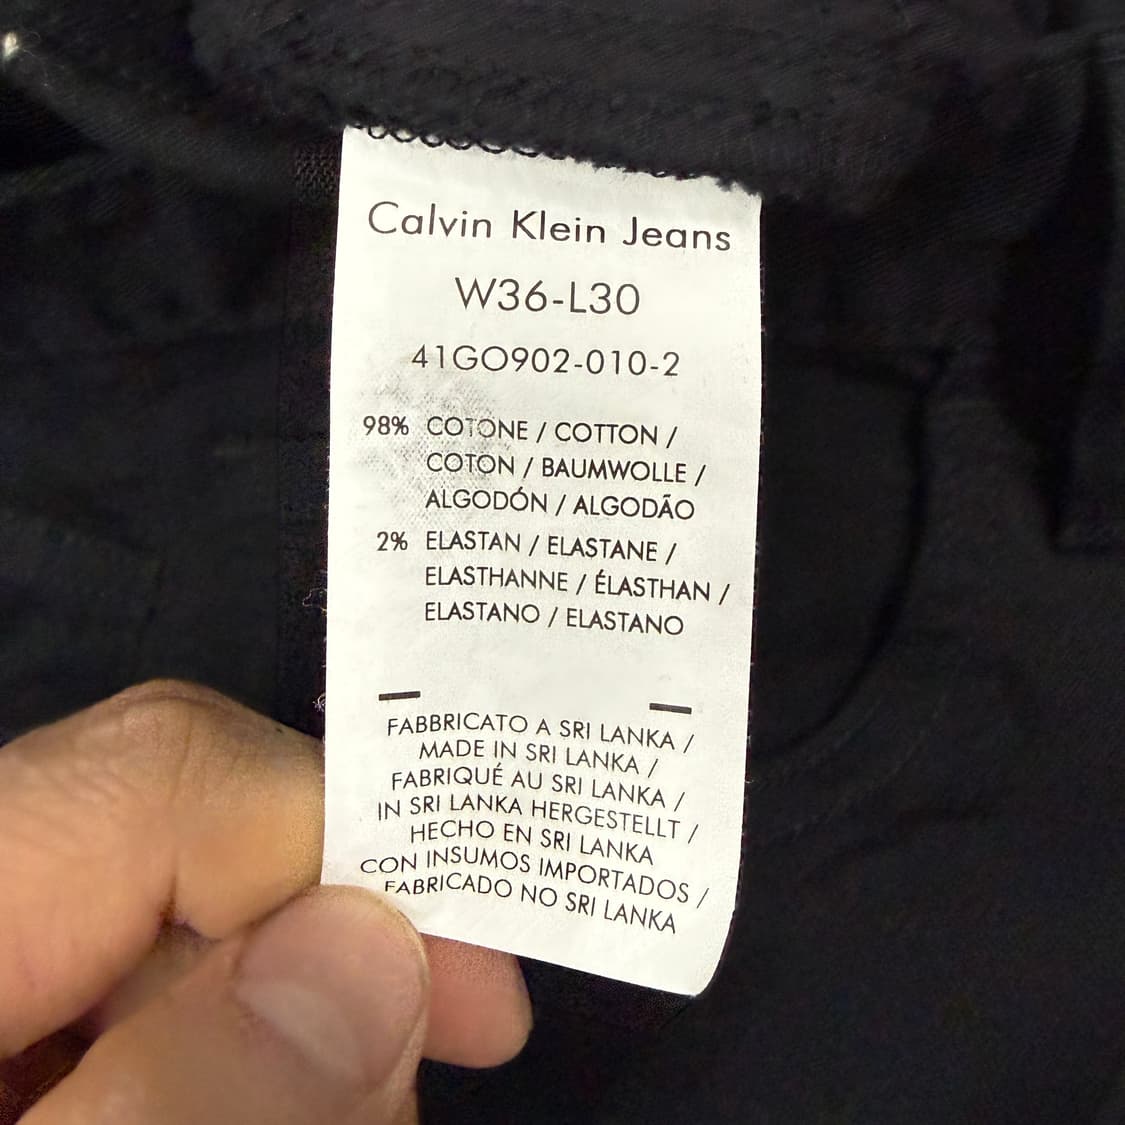 Calvin Klein Jeans
W36-L30
41GO902-010-2
98% COTONE / COTTON /
COTON / BAUMWOLLE /
ALGODÓN / ALGODÃO
2% ELASTAN / ELASTANE /
ELASTHANNE / ÉLASTHAN /
ELASTANO / ELASTANO
FABBRICATO A SRI LANKA /
MADE IN SRI LANKA /
FABRIQUÉ AU SRI LANKA /
IN SRI LANKA HERGESTELLT /
HECHO EN SRI LANKA
CON INSUMOS IMPORTADOS /
FABRICADO NO SRI LANKA